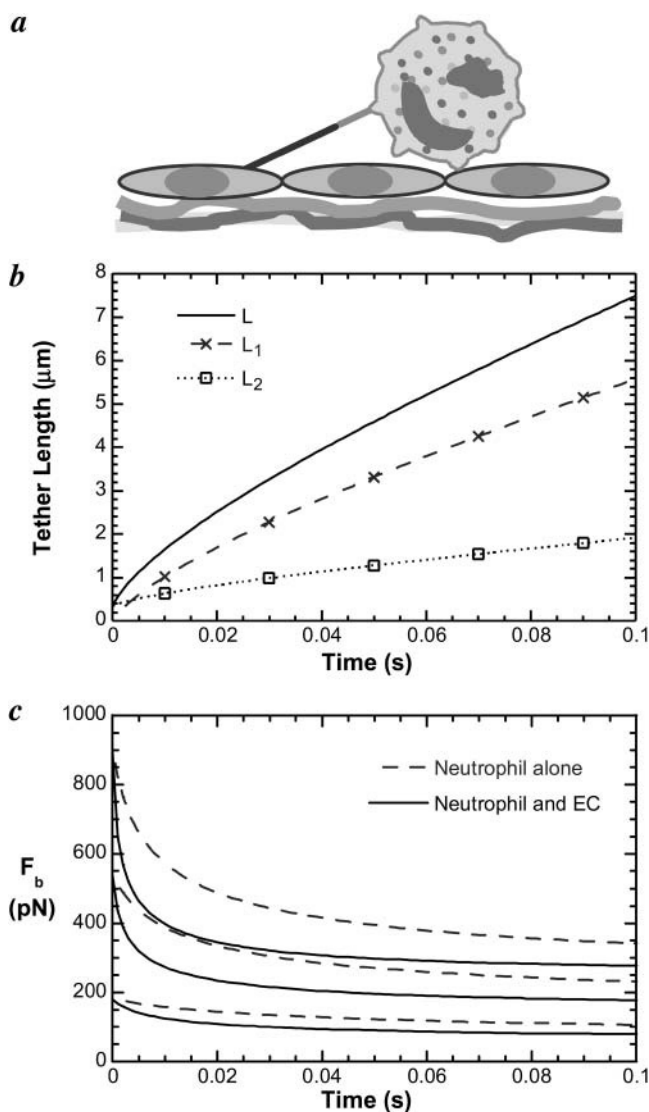 a
b
8
7
6
5
4
3
2
1
0
Tether Length (μm)
L
L1
L2
0
0.02
0.04
0.06
0.08
0.1
Time (s)
c
1000
800
600
400
200
0
Fb
(pN)
Neutrophil alone
Neutrophil and EC
0
0.02
0.04
0.06
0.08
0.1
Time (s)